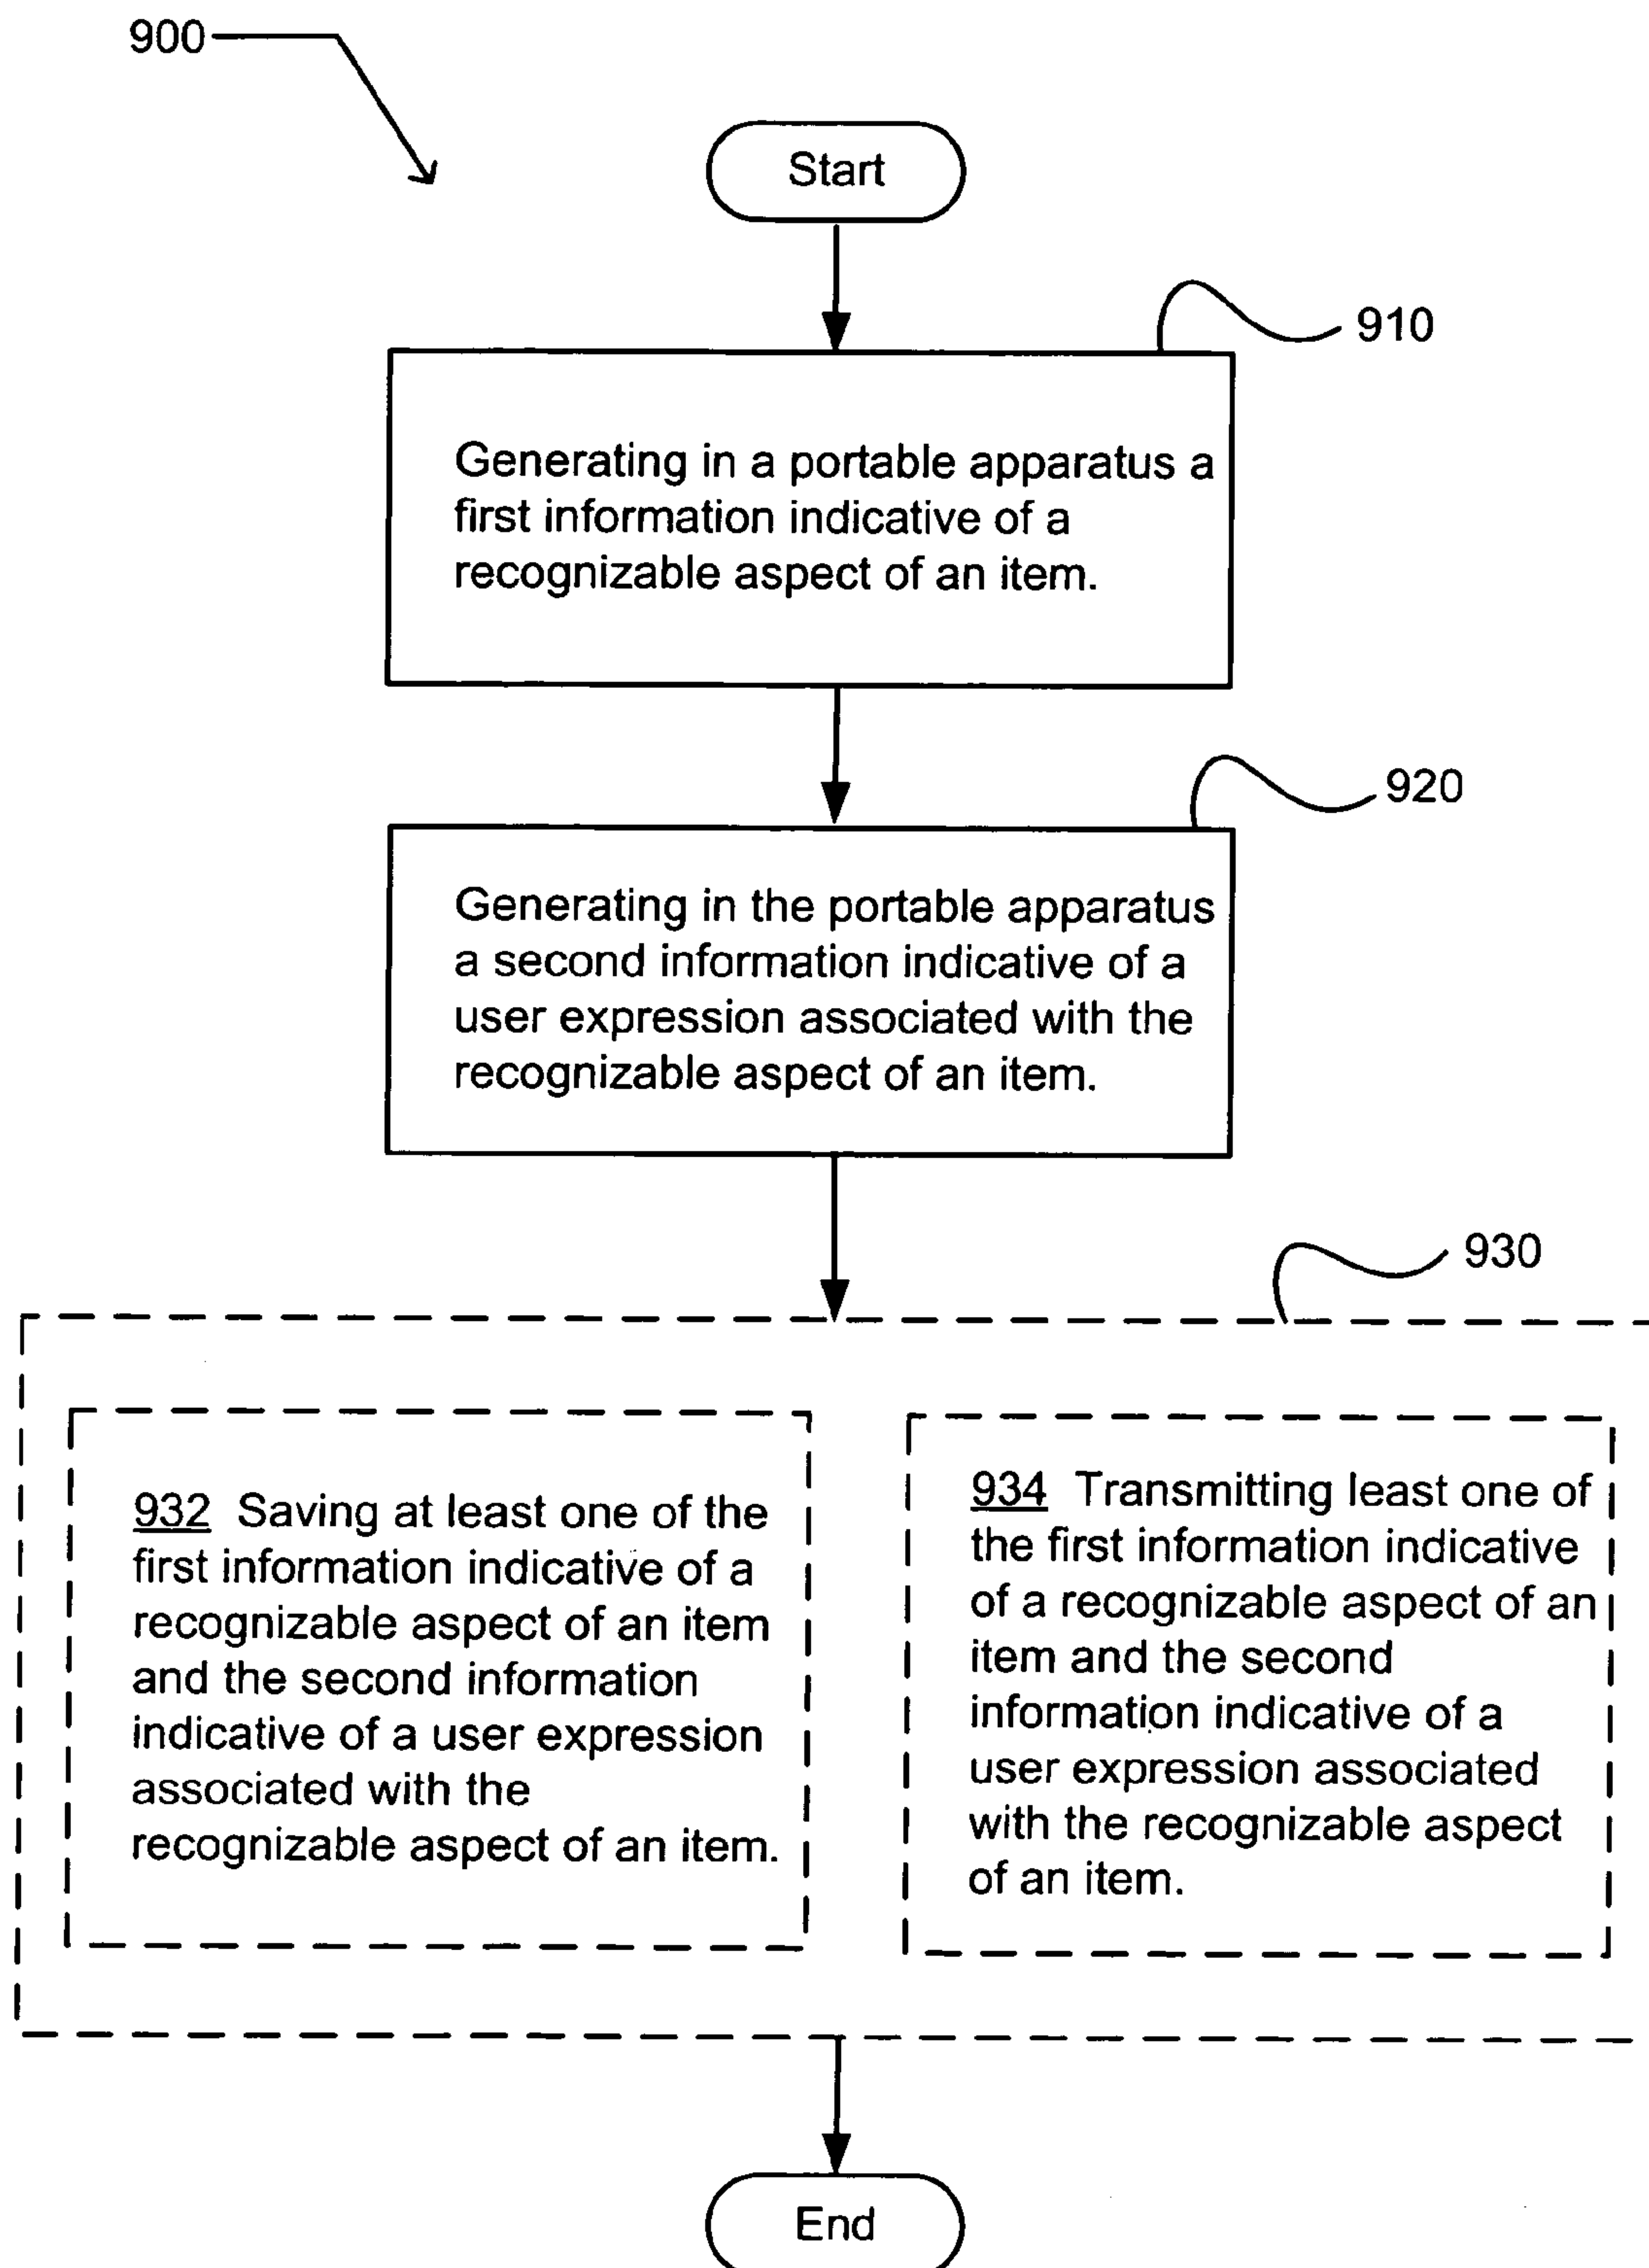 900
Start
910
Generating in a portable apparatus a
first information indicative of a
recognizable aspect of an item.
920
Generating in the portable apparatus
a second information indicative of a
user expression associated with the
recognizable aspect of an item.
930
932 Saving at least one of the
first information indicative of a
recognizable aspect of an item
and the second information
indicative of a user expression
associated with the
recognizable aspect of an item.
934 Transmitting least one of
the first information indicative
of a recognizable aspect of an
item and the second
information indicative of a
user expression associated
with the recognizable aspect
of an item.
End